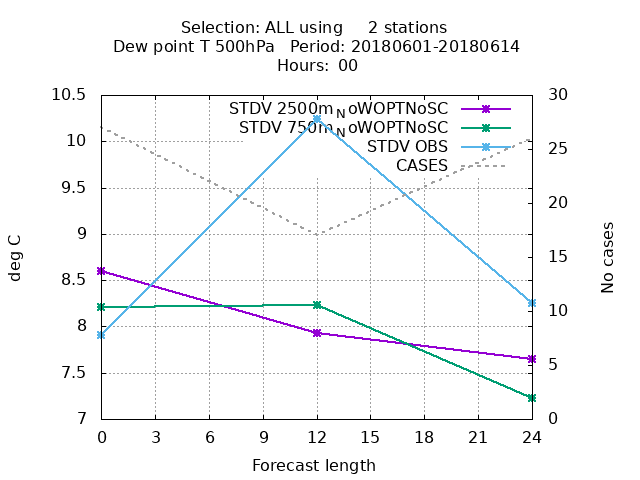 Selection: ALL using 2 stations
Dew point T 500hPa Period: 20180601-20180614
Hours: 00
STDV 2500m_NoWOPTNoSC
STDV 750m_NoWOPTNoSC
STDV OBS
CASES
10.5
10
9.5
9
8.5
8
7.5
7
30
25
20
15
10
5
0
deg C
No cases
0 3 6 9 12 15 18 21 24
Forecast length